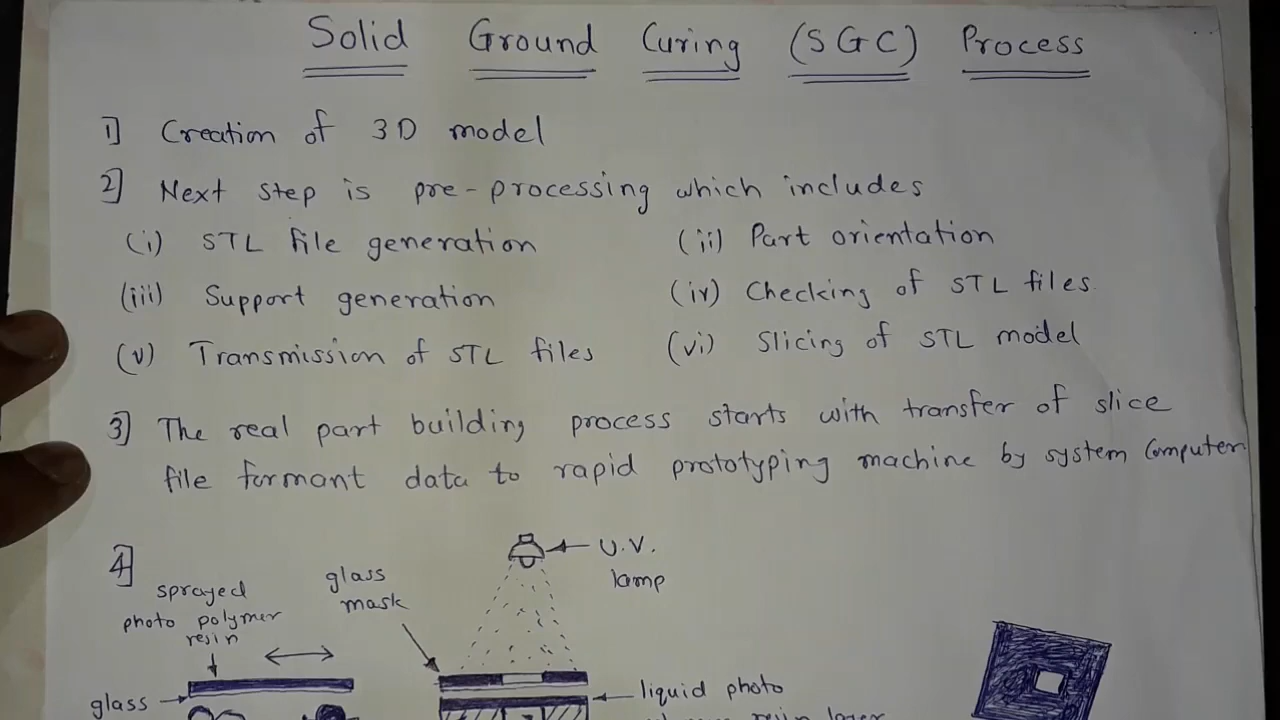 Solid Ground Curing (SGC) Process
1] Creation of 3D model
2] Next step is pre-processing which includes
(i) STL file generation (ii) Part orientation
(iii) Support generation (iv) Checking of STL files.
(v) Transmission of STL files (vi) Slicing of STL model
3] The real part building process starts with transfer of slice
file formant data to rapid prototyping machine by system Computer
4]
sprayed
photo polymer
resin
glass
mask
U.V.
lamp
glass
liquid photo
resin layer